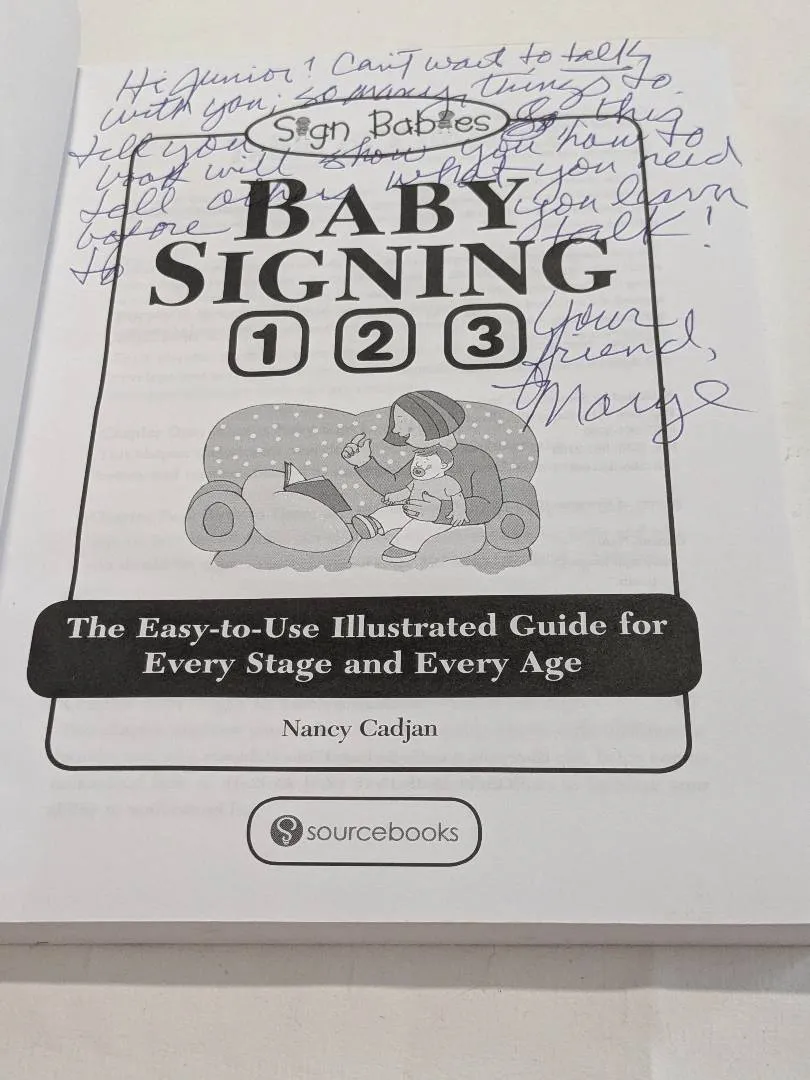 Hi Junior! Can't want to talk
with you, so many things to
tell you So this
book will show you how to
tell others what you need
before you learn
to talk!
Your
friend,
Marge
Sign Babies
BABY
SIGNING
1 2 3
The Easy-to-Use Illustrated Guide for
Every Stage and Every Age
Nancy Cadjan
sourcebooks